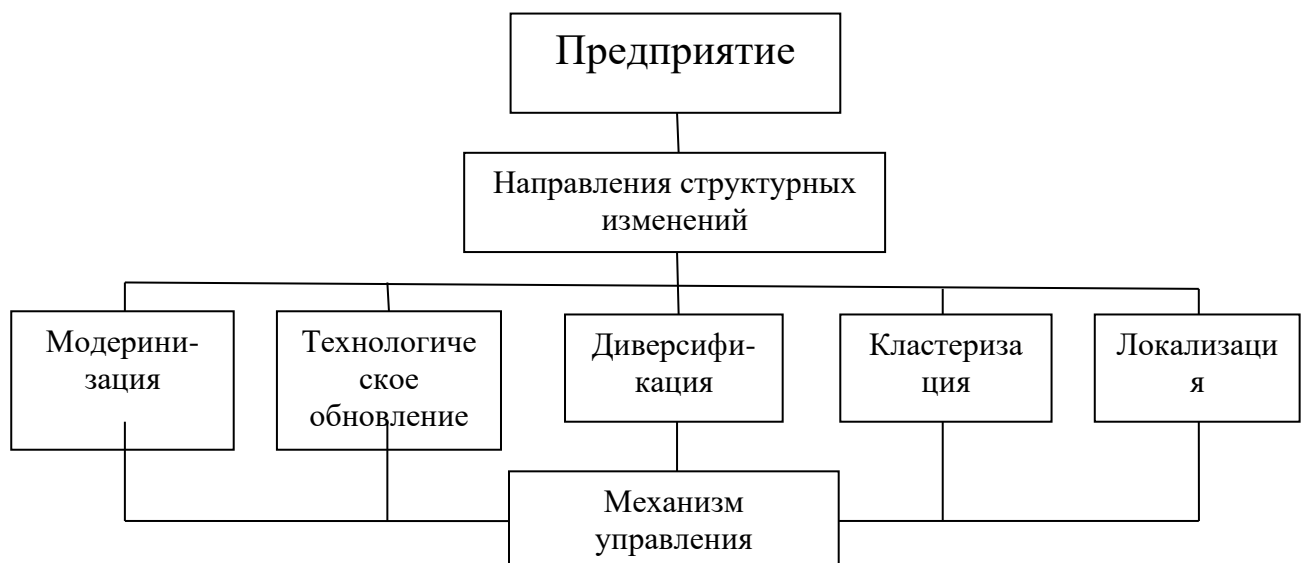 Предприятие
Направления структурных
изменений
Модерини-
зация
Технологиче
ское
обновление
Диверсифи-
кация
Кластериза
ция
Локализаци
я
Механизм
управления